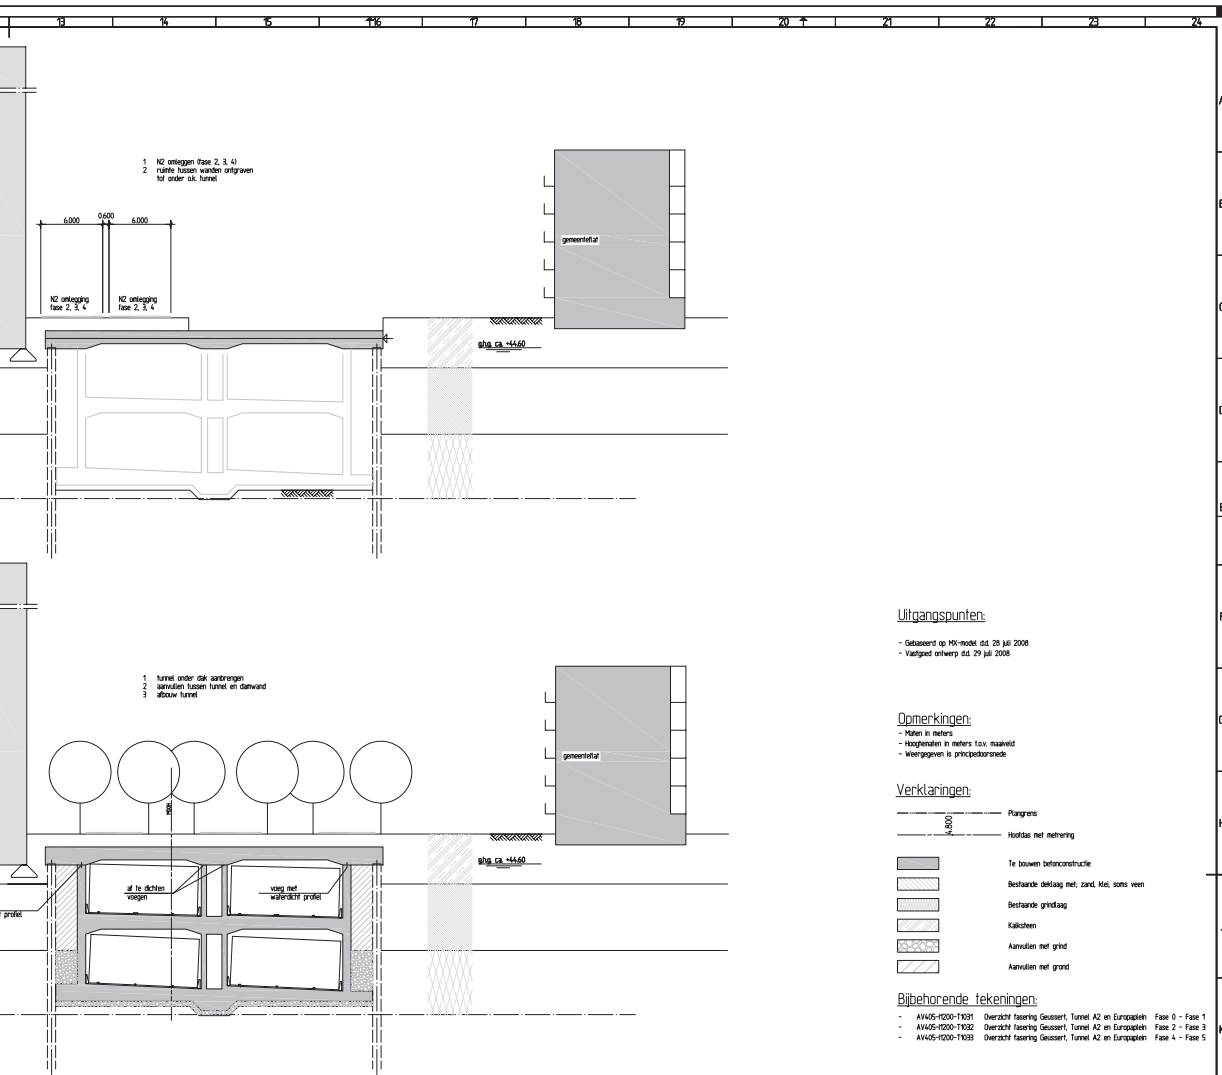 13 14 15 16 17 18 19 20 21 22 23 24
A
1 N2 omleggen (fase 2, 3, 4)
2 ruimte tussen wanden ontgraven
tot onder o.k. tunnel
B
6.000 0.600 6.000
gemeenteflat
N2 omlegging
fase 2, 3, 4
N2 omlegging
fase 2, 3, 4
C
g.h.g. ca. +44.60
D
E
Uitgangspunten:
F
- Gebaseerd op MX-model d.d. 28 juli 2008
- Vastgoed ontwerp d.d. 29 juli 2008
1 tunnel onder dak aanbrengen
2 aanvullen tussen tunnel en damwand
3 afbouw tunnel
Opmerkingen:
- Maten in meters
- Hoogtematen in meters t.o.v. maaiveld
- Weergegeven is principedoorsnede
gemeenteflat
Verklaringen:
Plangrens
4.800
Hoofdas met metrering
H
g.h.g. ca. +44.60
Te bouwen betonconstructie
Bestaande deklaag met; zand, klei, soms veen
Bestaande grindlaag
Kalksteen
Aanvullen met grind
Aanvullen met grond
af te dichten
voegen
voeg met
waterdicht profiel
t profiel
Bijbehorende tekeningen:
- AV405-I1200-T1031 Overzicht fasering Geussert, Tunnel A2 en Europaplein Fase 0 - Fase 1
- AV405-I1200-T1032 Overzicht fasering Geussert, Tunnel A2 en Europaplein Fase 2 - Fase 3
- AV405-I1200-T1033 Overzicht fasering Geussert, Tunnel A2 en Europaplein Fase 4 - Fase 5
K